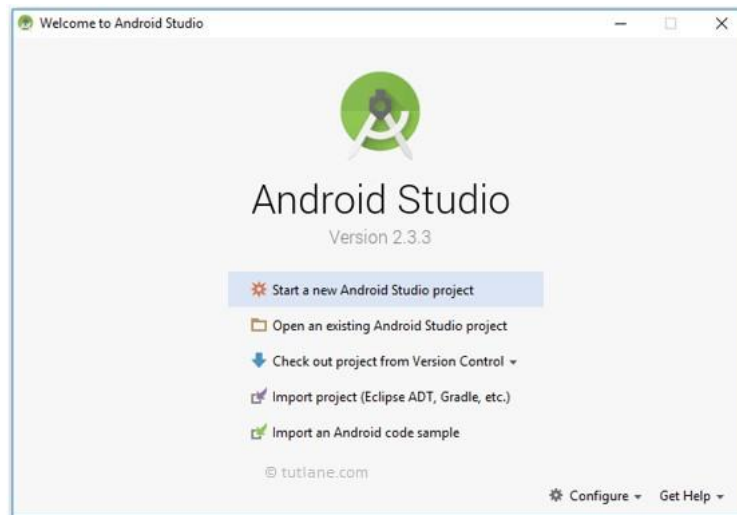 Welcome to Android Studio
Android Studio
Version 2.3.3
Start a new Android Studio project
Open an existing Android Studio project
Check out project from Version Control
Import project (Eclipse ADT, Gradle, etc.)
Import an Android code sample
© tutlane.com
Configure Get Help